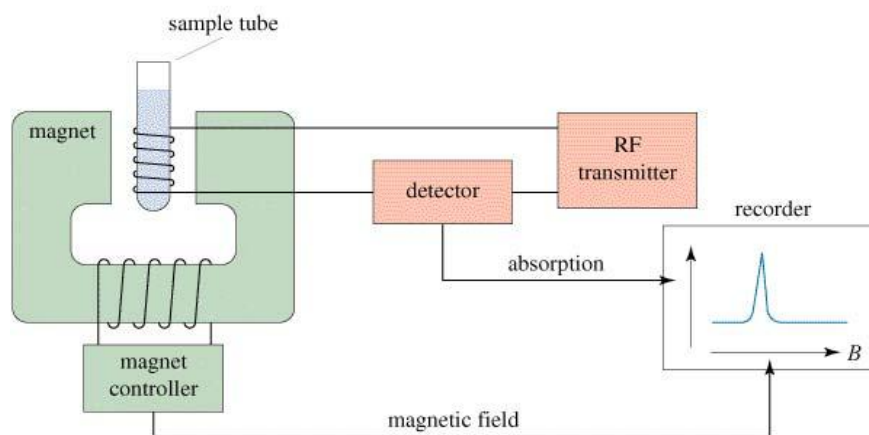 sample tube
magnet
RF
transmitter
detector
recorder
absorption
B
magnet
controller
magnetic field